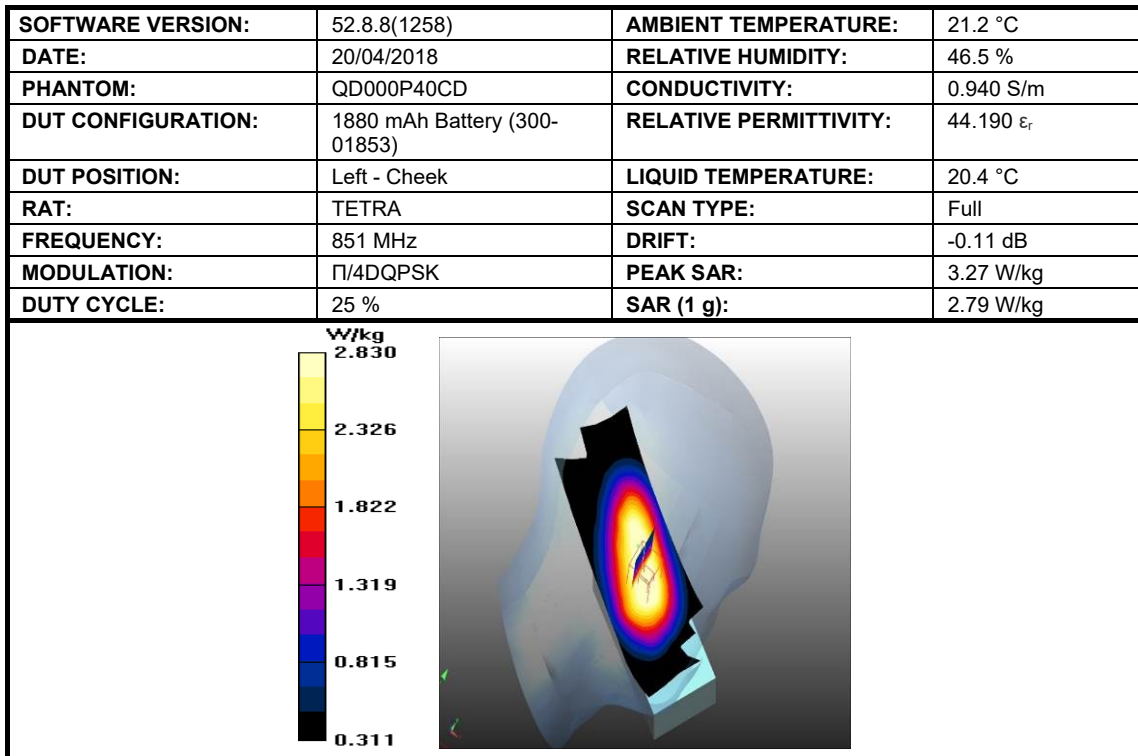 SOFTWARE VERSION: 52.8.8(1258) AMBIENT TEMPERATURE: 21.2 °C
DATE: 20/04/2018 RELATIVE HUMIDITY: 46.5 %
PHANTOM: QD000P40CD CONDUCTIVITY: 0.940 S/m
DUT CONFIGURATION: 1880 mAh Battery (300- RELATIVE PERMITTIVITY: 44.190 εr
01853)
DUT POSITION: Left - Cheek LIQUID TEMPERATURE: 20.4 °C
RAT: TETRA SCAN TYPE: Full
FREQUENCY: 851 MHz DRIFT: -0.11 dB
MODULATION: П/4DQPSK PEAK SAR: 3.27 W/kg
DUTY CYCLE: 25 % SAR (1 g): 2.79 W/kg
W/kg
2.830
2.326
1.822
1.319
0.815
0.311